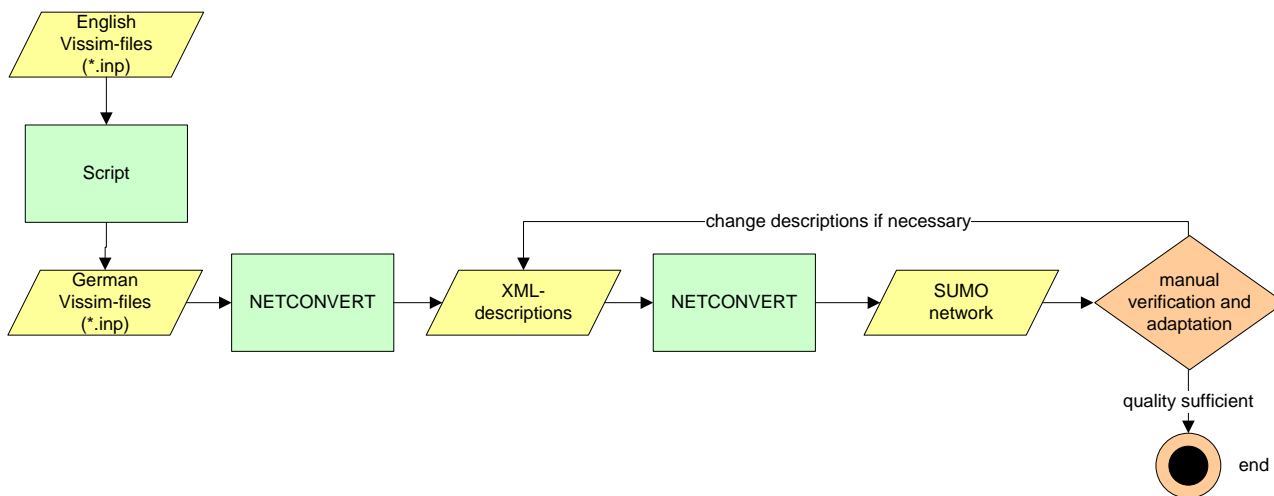 English
Vissim-files
(*.inp)
Script
change descriptions if necessary
German
Vissim-files
(*.inp)
NETCONVERT
XML-
descriptions
NETCONVERT
SUMO
network
manual
verification and
adaptation
quality sufficient
end